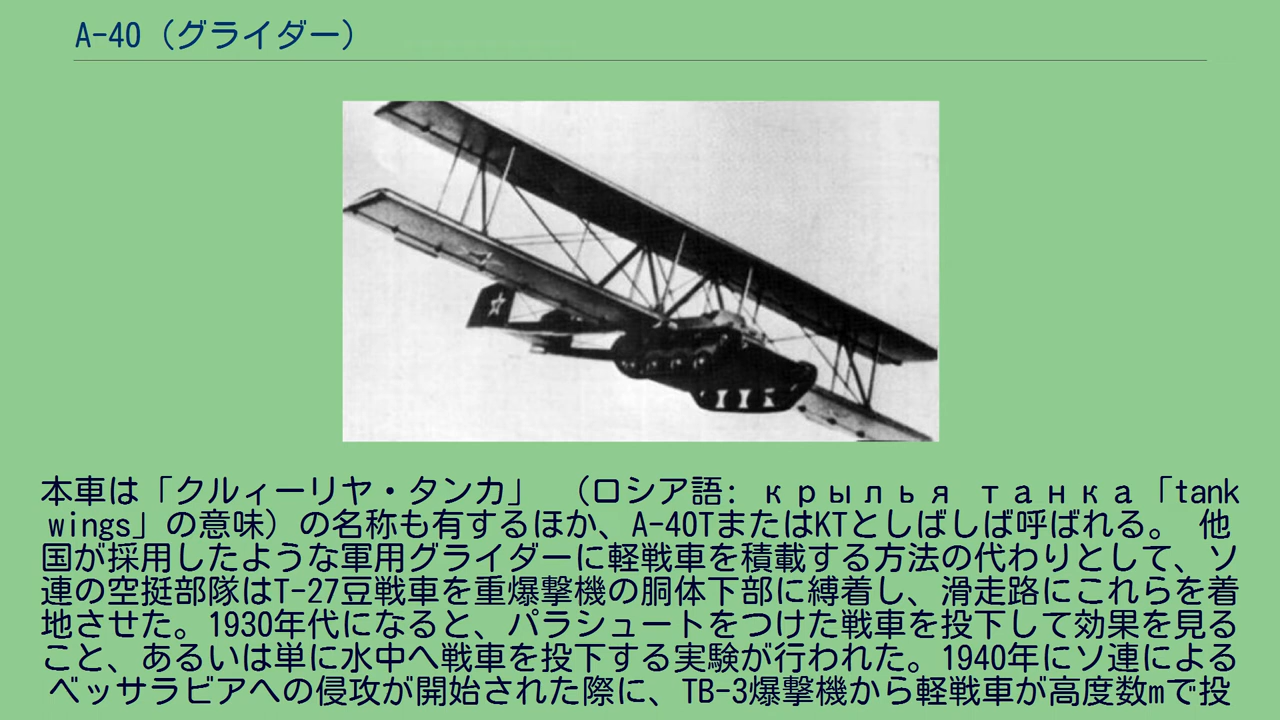 A-40（グライダー）
本車は「クルィーリヤ・タンカ」　（ロシア語: крылья танка「tank
wings」の意味）の名称も有するほか、A-40TまたはKTとしばしば呼ばれる。 他
国が採用したような軍用グライダーに軽戦車を積載する方法の代わりとして、ソ
連の空挺部隊はT-27豆戦車を重爆撃機の胴体下部に縛着し、滑走路にこれらを着
地させた。1930年代になると、パラシュートをつけた戦車を投下して効果を見る
こと、あるいは単に水中へ戦車を投下する実験が行われた。1940年にソ連による
ベッサラビアへの侵攻が開始された際に、TB-3爆撃機から軽戦車が高度数mで投